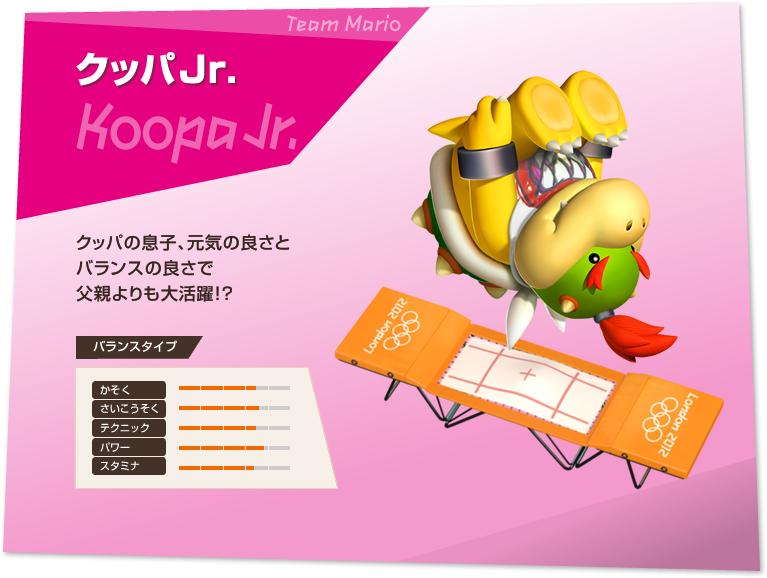 Team Mario
クッパJr.
Koopa Jr.
クッパの息子、元気の良さと
バランスの良さで
父親よりも大活躍!?
バランスタイプ
かそく
さいこうそく
テクニック
パワー
スタミナ
London 2012
London 2012